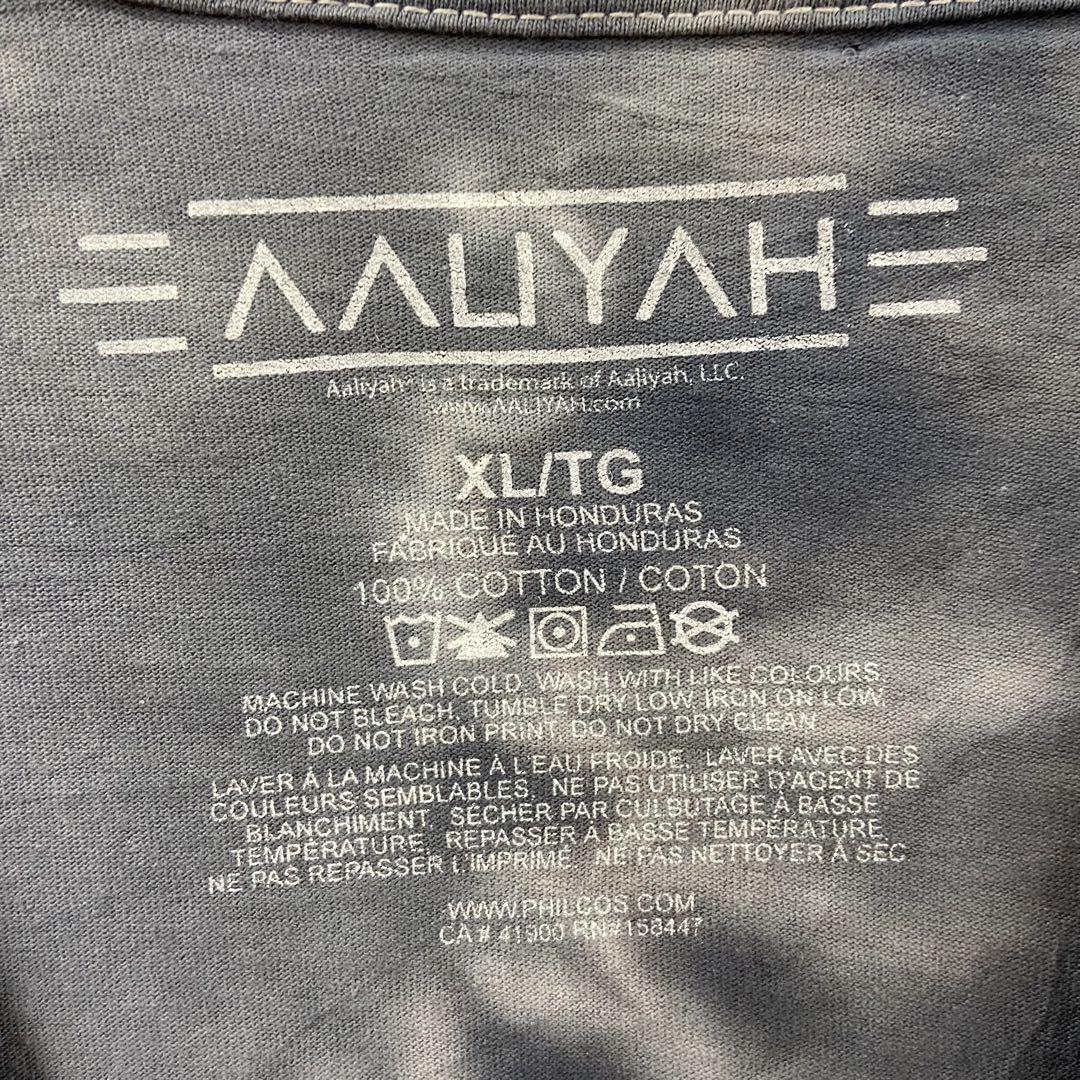 AALIYAH
Aaliyah® is a trademark of Aaliyah, LLC.
www.AALIYAH.com
XL/TG
MADE IN HONDURAS
FABRIQUÉ AU HONDURAS
100% COTTON / COTON
MACHINE WASH COLD. WASH WITH LIKE COLOURS.
DO NOT BLEACH. TUMBLE DRY LOW. IRON ON LOW.
DO NOT IRON PRINT. DO NOT DRY CLEAN
LAVER À LA MACHINE À L'EAU FROIDE. LAVER AVEC DES
COULEURS SEMBLABLES. NE PAS UTILISER D'AGENT DE
BLANCHIMENT. SÉCHER PAR CULBUTAGE À BASSE
TEMPÉRATURE. REPASSER À BASSE TEMPÉRATURE.
NE PAS REPASSER L'IMPRIMÉ. NE PAS NETTOYER À SEC
WWW.PHILCOS.COM
CA # 41900 RN#158447